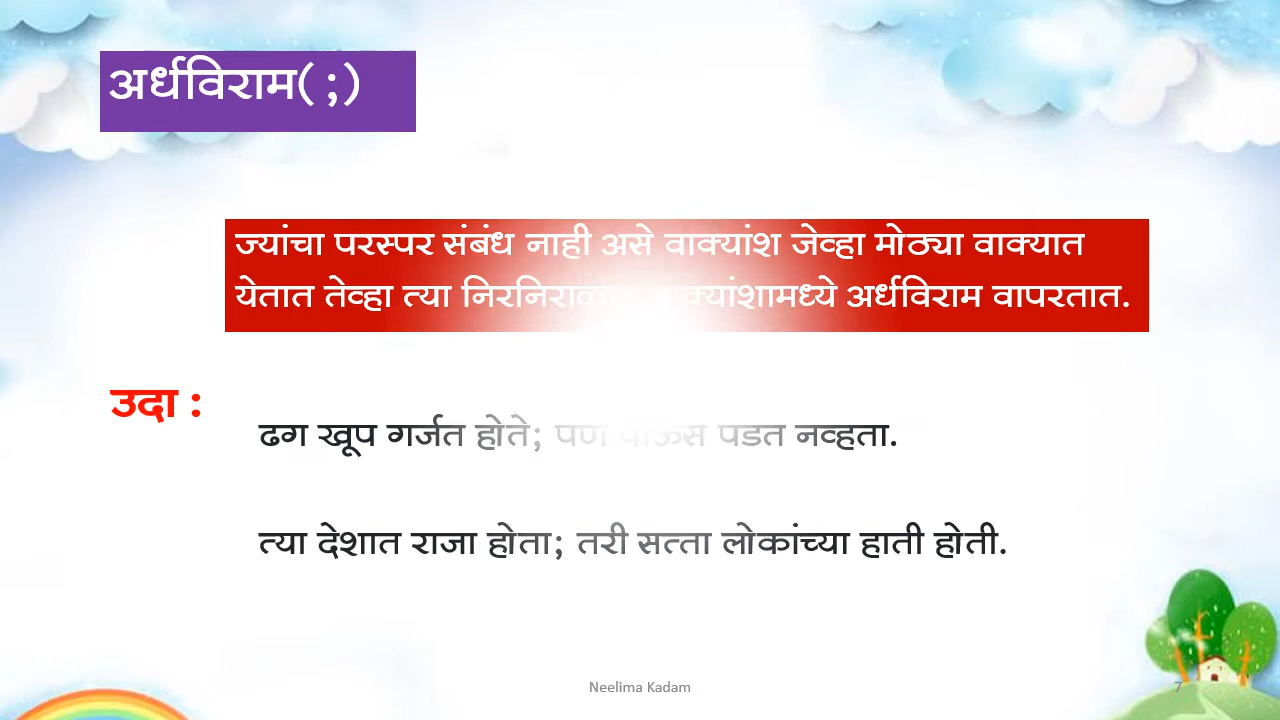 अर्धविराम( ;)
ज्यांचा परस्पर संबंध नाही असे वाक्यांश जेव्हा मोठ्या वाक्यात
येतात तेव्हा त्या वाक्यांशामध्ये अर्धविराम वापरतात.
उदा :
ढग खूप गर्जत होते; पण पाऊस पडत नव्हता.
त्या देशात राजा होता; तरी सत्ता लोकांच्या हाती होती.
Neelima Kadam
7